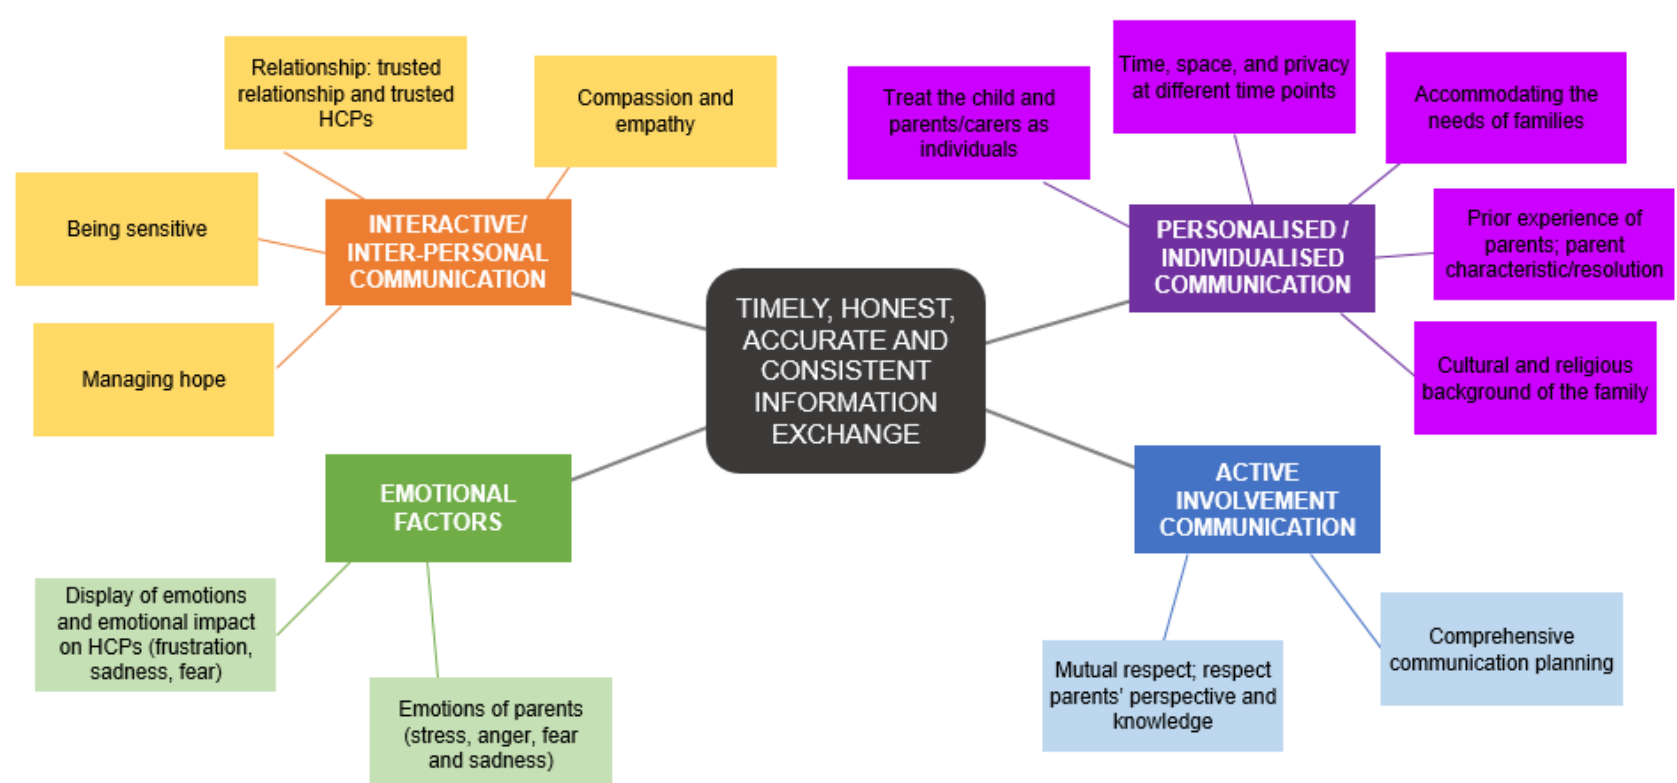 Relationship: trusted
relationship and trusted
HCPs
Compassion and
empathy
Being sensitive
Managing hope
INTERACTIVE/
INTER-PERSONAL
COMMUNICATION
Treat the child and
parents/carers as
individuals
Time, space, and privacy
at different time points
Accommodating the
needs of families
Prior experience of
parents; parent
characteristic/resolution
Cultural and religious
background of the family
PERSONALISED /
INDIVIDUALISED
COMMUNICATION
TIMELY, HONEST,
ACCURATE AND
CONSISTENT
INFORMATION
EXCHANGE
EMOTIONAL
FACTORS
Display of emotions
and emotional impact
on HCPs (frustration,
sadness, fear)
Emotions of parents
(stress, anger, fear
and sadness)
ACTIVE
INVOLVEMENT
COMMUNICATION
Mutual respect; respect
parents’ perspective and
knowledge
Comprehensive
communication planning